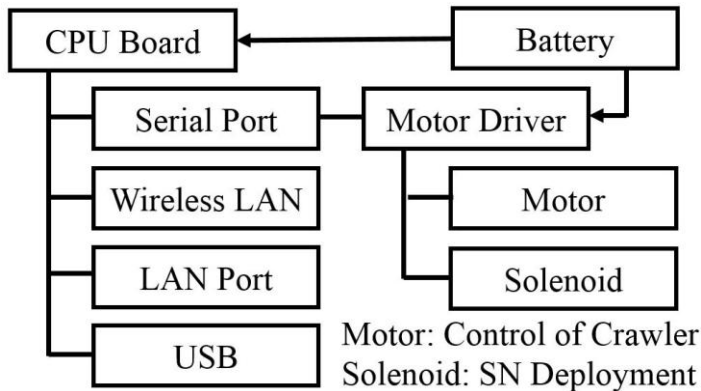 CPU Board
Battery
Serial Port
Motor Driver
Wireless LAN
Motor
LAN Port
Solenoid
USB
Motor: Control of Crawler
Solenoid: SN Deployment